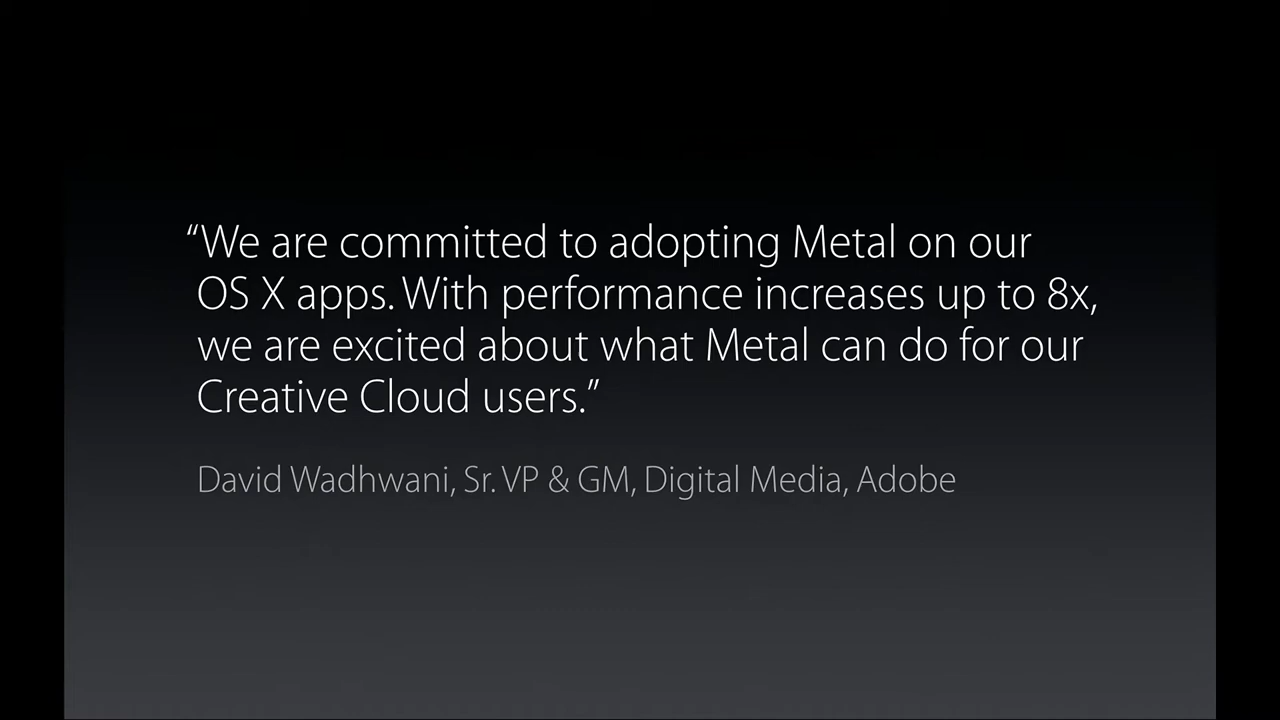 “We are committed to adopting Metal on our
OS X apps. With performance increases up to 8x,
we are excited about what Metal can do for our
Creative Cloud users.”
David Wadhwani, Sr. VP & GM, Digital Media, Adobe